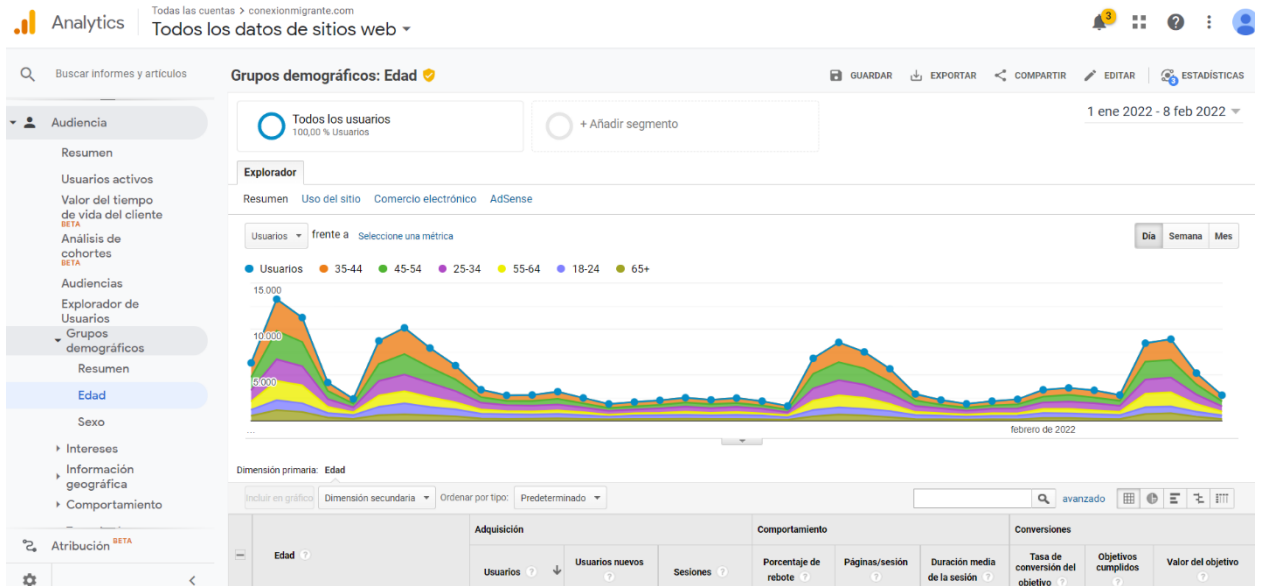 Analytics
Todas las cuentas > conexionmigrante.com
Todos los datos de sitios web
3
Buscar informes y artículos
Audiencia
Resumen
Usuarios activos
Valor del tiempo
de vida del cliente
BETA
Análisis de
cohortes
BETA
Audiencias
Explorador de
Usuarios
Grupos
demográficos
Resumen
Edad
Sexo
Intereses
Información
geográfica
Comportamiento
Atribución BETA
Grupos demográficos: Edad
GUARDAR EXPORTAR COMPARTIR EDITAR 3 ESTADÍSTICAS
Todos los usuarios
100,00 % Usuarios
+ Añadir segmento
1 ene 2022 - 8 feb 2022
Explorador
Resumen Uso del sitio Comercio electrónico AdSense
Usuarios frente a Seleccione una métrica
Día Semana Mes
Usuarios 35-44 45-54 25-34 55-64 18-24 65+
15.000
10.000
5.000
...
febrero de 2022
Dimensión primaria: Edad
Incluir en gráfico Dimensión secundaria Ordenar por tipo: Predeterminado avanzado
Edad ?
Adquisición
Usuarios ?
Usuarios nuevos
?
Sesiones ?
Comportamiento
Porcentaje de
rebote ?
Páginas/sesión
?
Duración media
de la sesión ?
Conversiones
Tasa de
conversión del
objetivo ?
Objetivos
cumplidos
?
Valor del objetivo
?